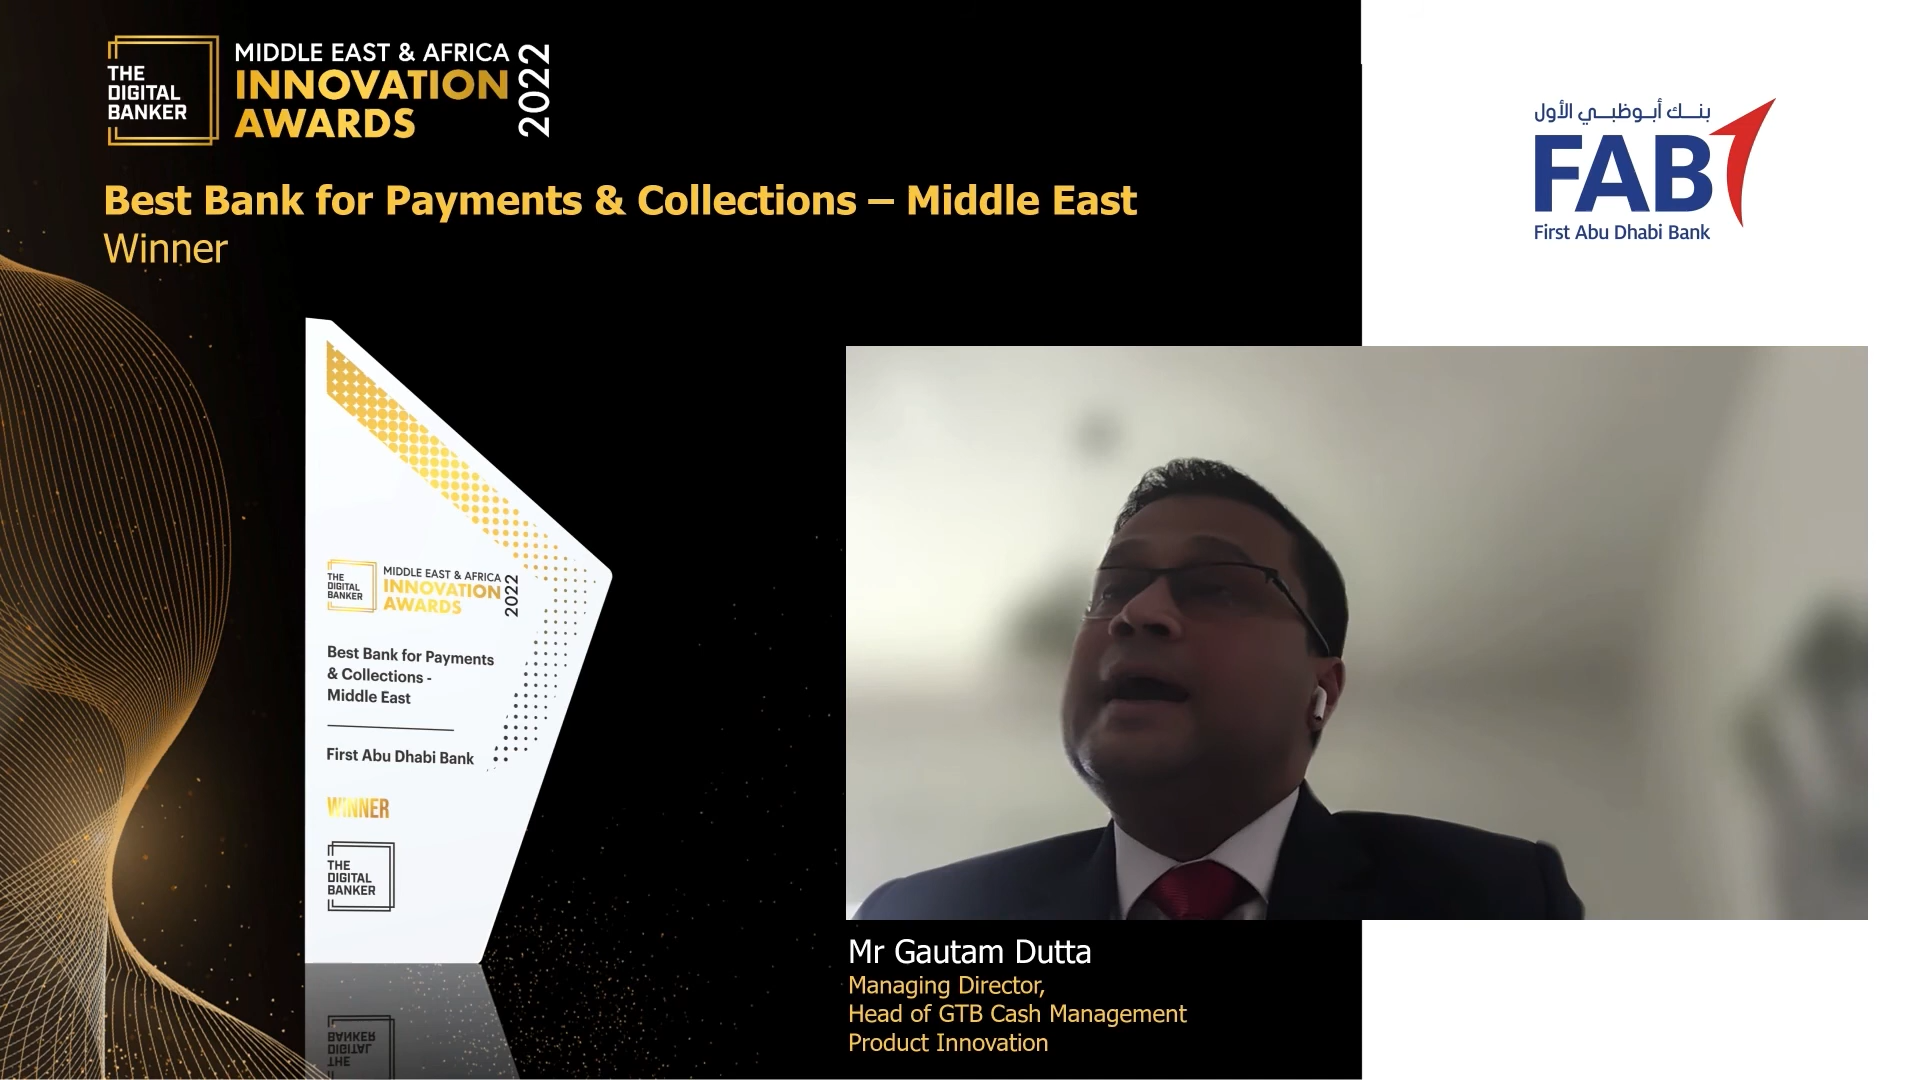 THE
DIGITAL
BANKER
MIDDLE EAST & AFRICA
INNOVATION
AWARDS
2022
Best Bank for Payments & Collections – Middle East
Winner
بنك أبوظبي الأول
FAB
First Abu Dhabi Bank
THE
DIGITAL
BANKER
MIDDLE EAST & AFRICA
INNOVATION
AWARDS
2022
Best Bank for Payments
& Collections -
Middle East
First Abu Dhabi Bank
WINNER
THE
DIGITAL
BANKER
BANKER
DIGITAL
THE
Mr Gautam Dutta
Managing Director,
Head of GTB Cash Management
Product Innovation